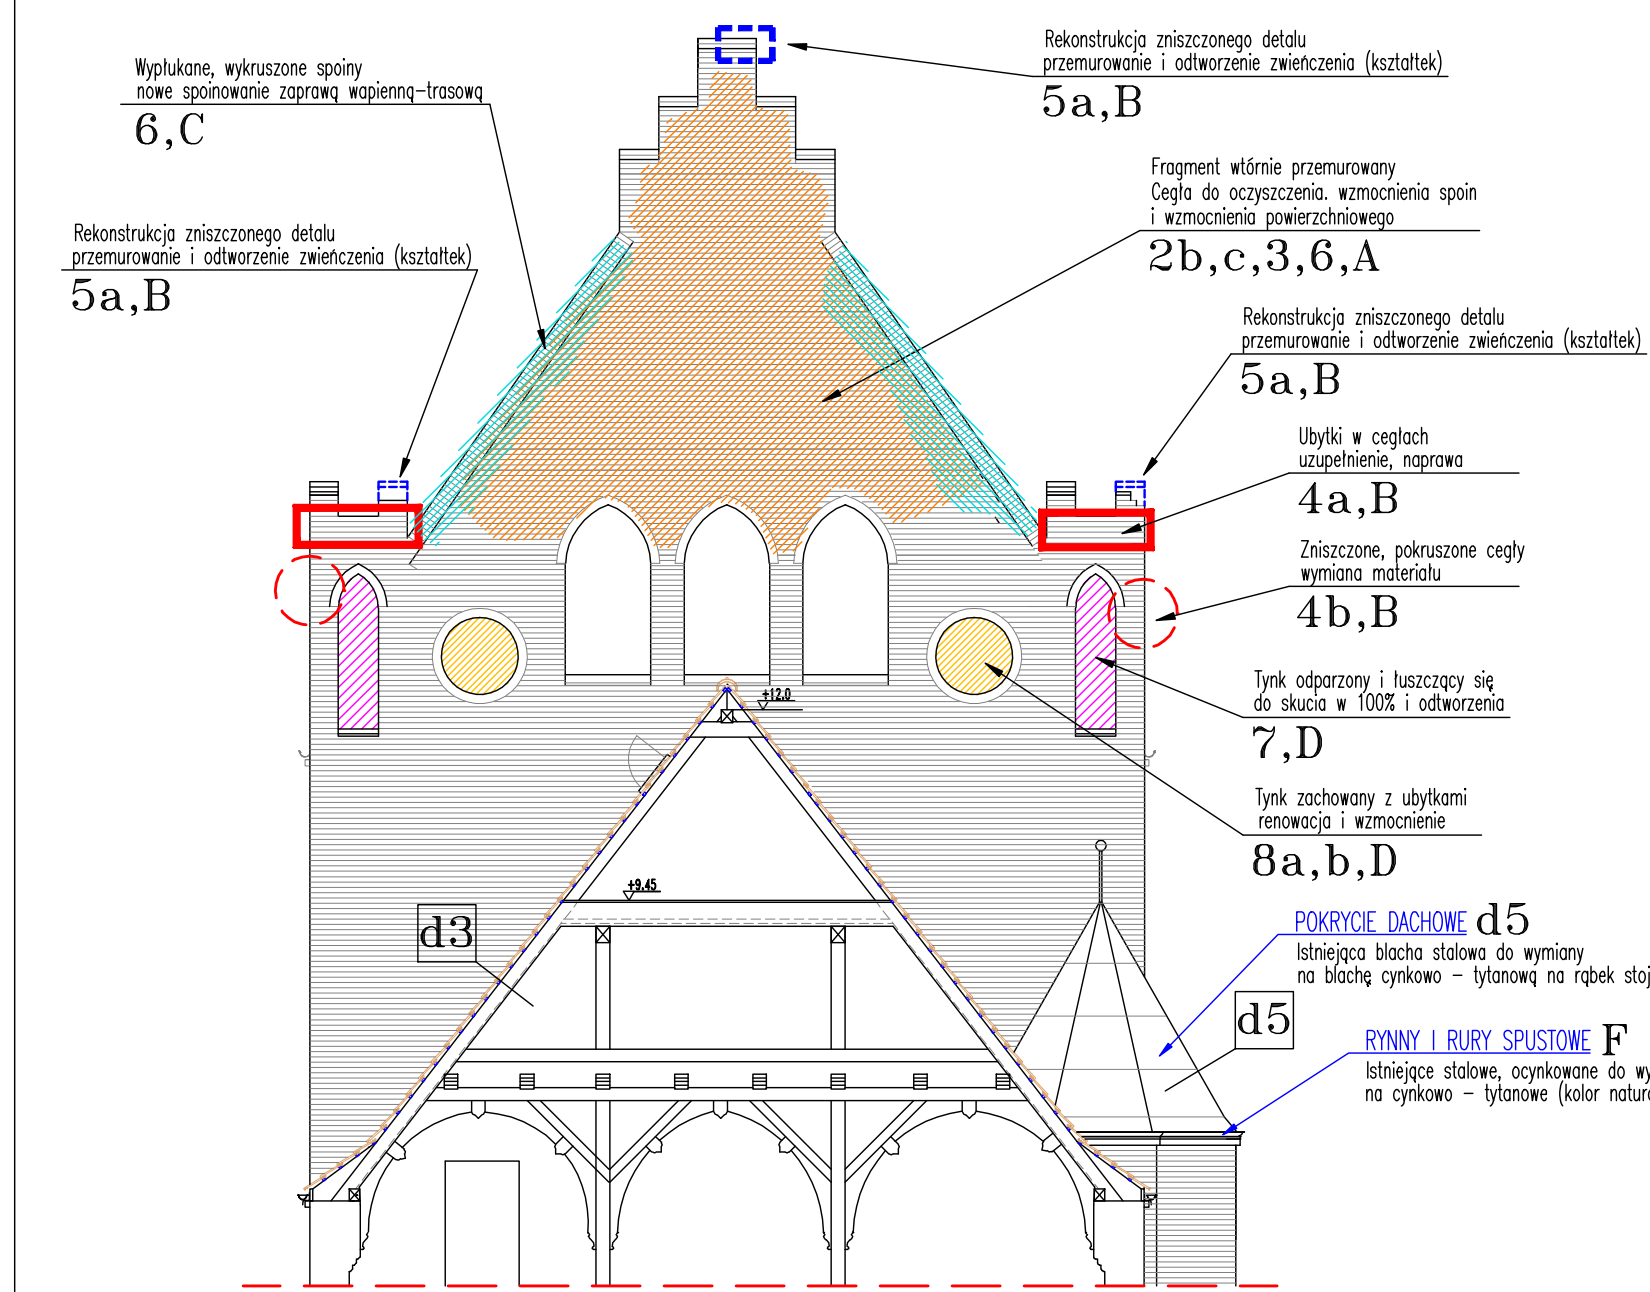 Wypłukane, wykruszone spoiny
nowe spoinowanie zaprawą wapienną-trasową
6,C
Rekonstrukcja zniszczonego detalu
przemurowanie i odtworzenie zwieńczenia (kształtek)
5a,B
Rekonstrukcja zniszczonego detalu
przemurowanie i odtworzenie zwieńczenia (kształtek)
5a,B
Fragment wtórnie przemurowany
Cegła do oczyszczenia. wzmocnienia spoin
i wzmocnienia powierzchniowego
2b,c,3,6,A
Rekonstrukcja zniszczonego detalu
przemurowanie i odtworzenie zwieńczenia (kształtek)
5a,B
Ubytki w cegłach
uzupełnienie, naprawa
4a,B
Zniszczone, pokruszone cegły
wymiana materiału
4b,B
Tynk odparzony i łuszczący się
do skucia w 100% i odtworzenia
7,D
Tynk zachowany z ubytkami
renowacja i wzmocnienie
8a,b,D
+12.0
+9.45
d3
POKRYCIE DACHOWE d5
Istniejąca blacha stalowa do wymiany
na blachę cynkowo – tytanową na rąbek stoj
d5
RYNNY I RURY SPUSTOWE F
Istniejące stalowe, ocynkowane do wy
na cynkowo – tytanowe (kolor natur